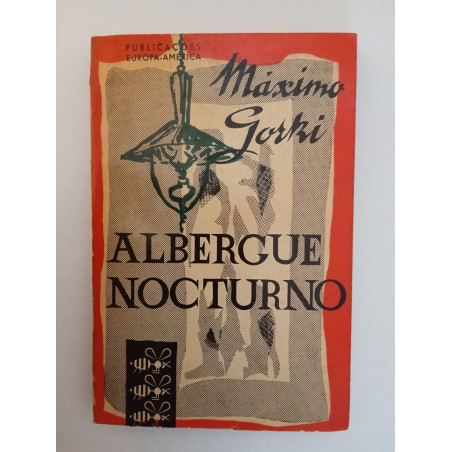 PUBLICAÇÕES
EUROPA-AMÉRICA
Máximo
Gorki
ALBERGUE
NOCTURNO